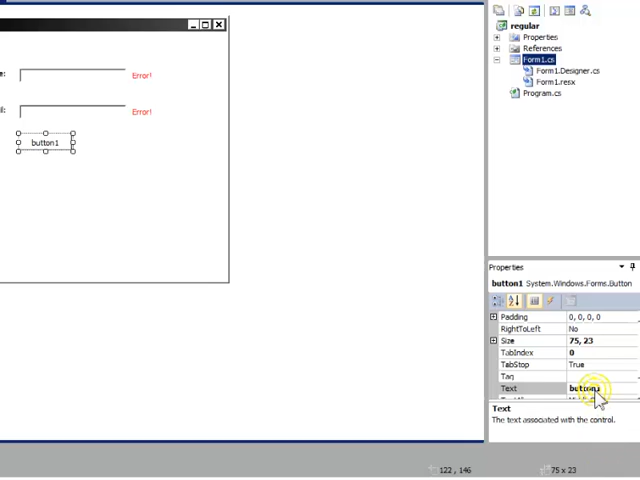 regular
Properties
References
Form1.cs
Form1.Designer.cs
Form1.resx
Program.cs
Error!
Error!
button1
Properties
button1 System.Windows.Forms.Button
Padding 0, 0, 0, 0
RightToLeft No
Size 75, 23
TabIndex 0
TabStop True
Tag
Text button1
Text
The text associated with the control.
122 , 146
75 x 23